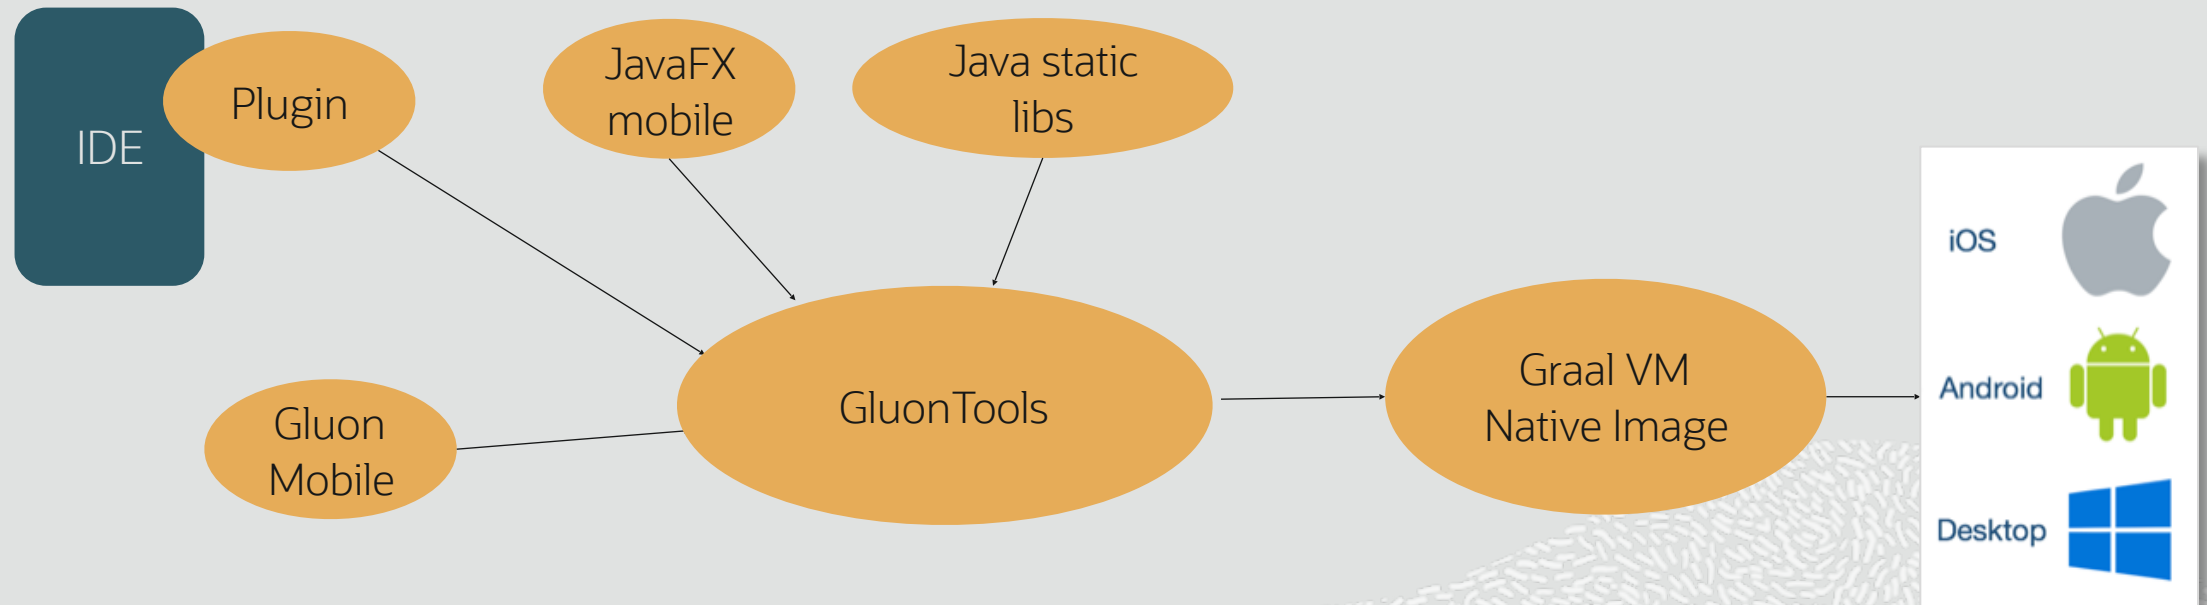 IDE
Plugin
JavaFX
mobile
Java static
libs
Gluon
Mobile
GluonTools
Graal VM
Native Image
iOS
Android
Desktop